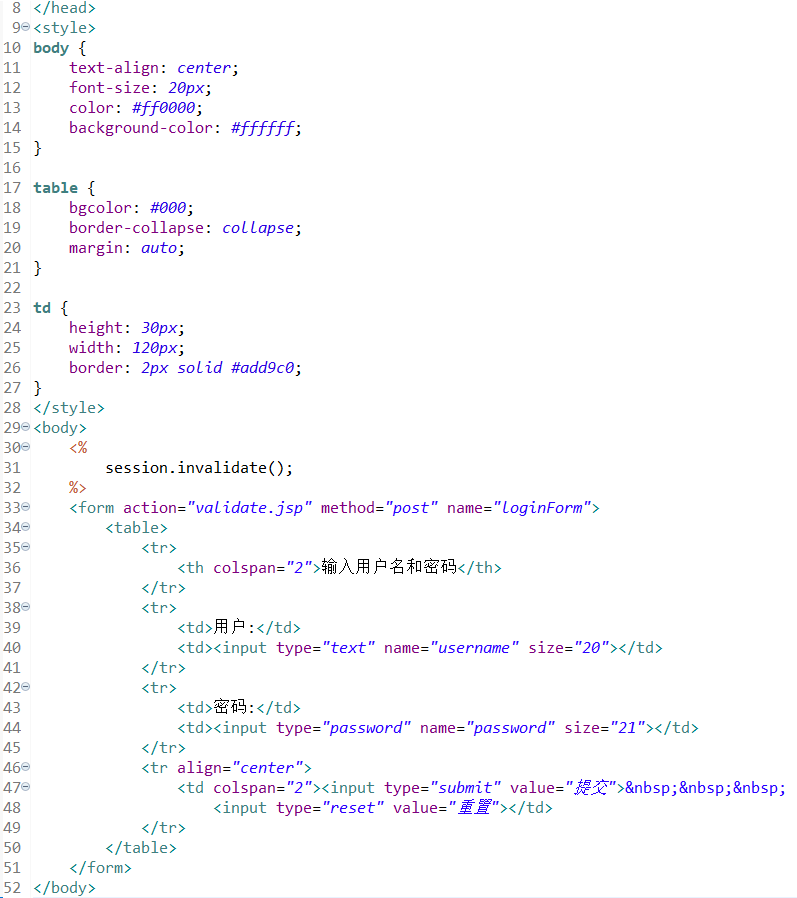 8 </head>
9 <style>
10 body {
11     text-align: center;
12     font-size: 20px;
13     color: #ff0000;
14     background-color: #ffffff;
15 }
16
17 table {
18     bgcolor: #000;
19     border-collapse: collapse;
20     margin: auto;
21 }
22
23 td {
24     height: 30px;
25     width: 120px;
26     border: 2px solid #add9c0;
27 }
28 </style>
29 <body>
30     <%
31         session.invalidate();
32     %>
33     <form action="validate.jsp" method="post" name="loginForm">
34         <table>
35             <tr>
36                 <th colspan="2">输入用户名和密码</th>
37             </tr>
38             <tr>
39                 <td>用户:</td>
40                 <td><input type="text" name="username" size="20"></td>
41             </tr>
42             <tr>
43                 <td>密码:</td>
44                 <td><input type="password" name="password" size="21"></td>
45             </tr>
46             <tr align="center">
47                 <td colspan="2"><input type="submit" value="提交">&nbsp;&nbsp;&nbsp;
48                     <input type="reset" value="重置"></td>
49             </tr>
50         </table>
51     </form>
52 </body>